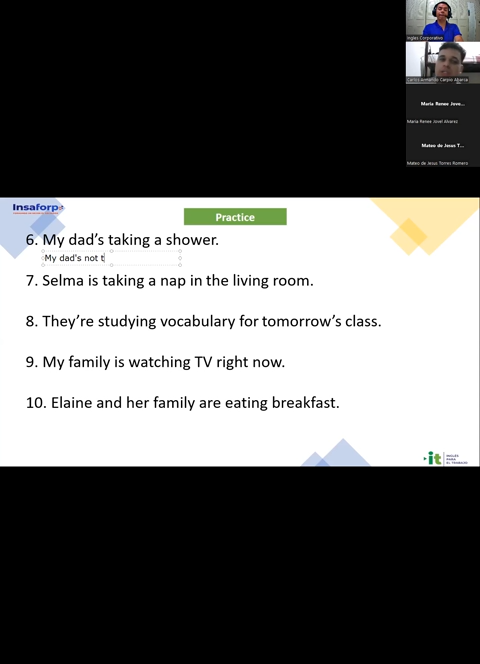 Ingles Corporativo
Carlos Armando Carpio Abarca
Maria Renee Jove...
Maria Renee Jovel Alvarez
Mateo de Jesus T...
Mateo de Jesus Torres Romero
Insaforp
Practice
6. My dad's taking a shower.
My dad's not t
7. Selma is taking a nap in the living room.
8. They're studying vocabulary for tomorrow's class.
9. My family is watching TV right now.
10. Elaine and her family are eating breakfast.
it
INGLÉS
PARA
EL TRABAJO